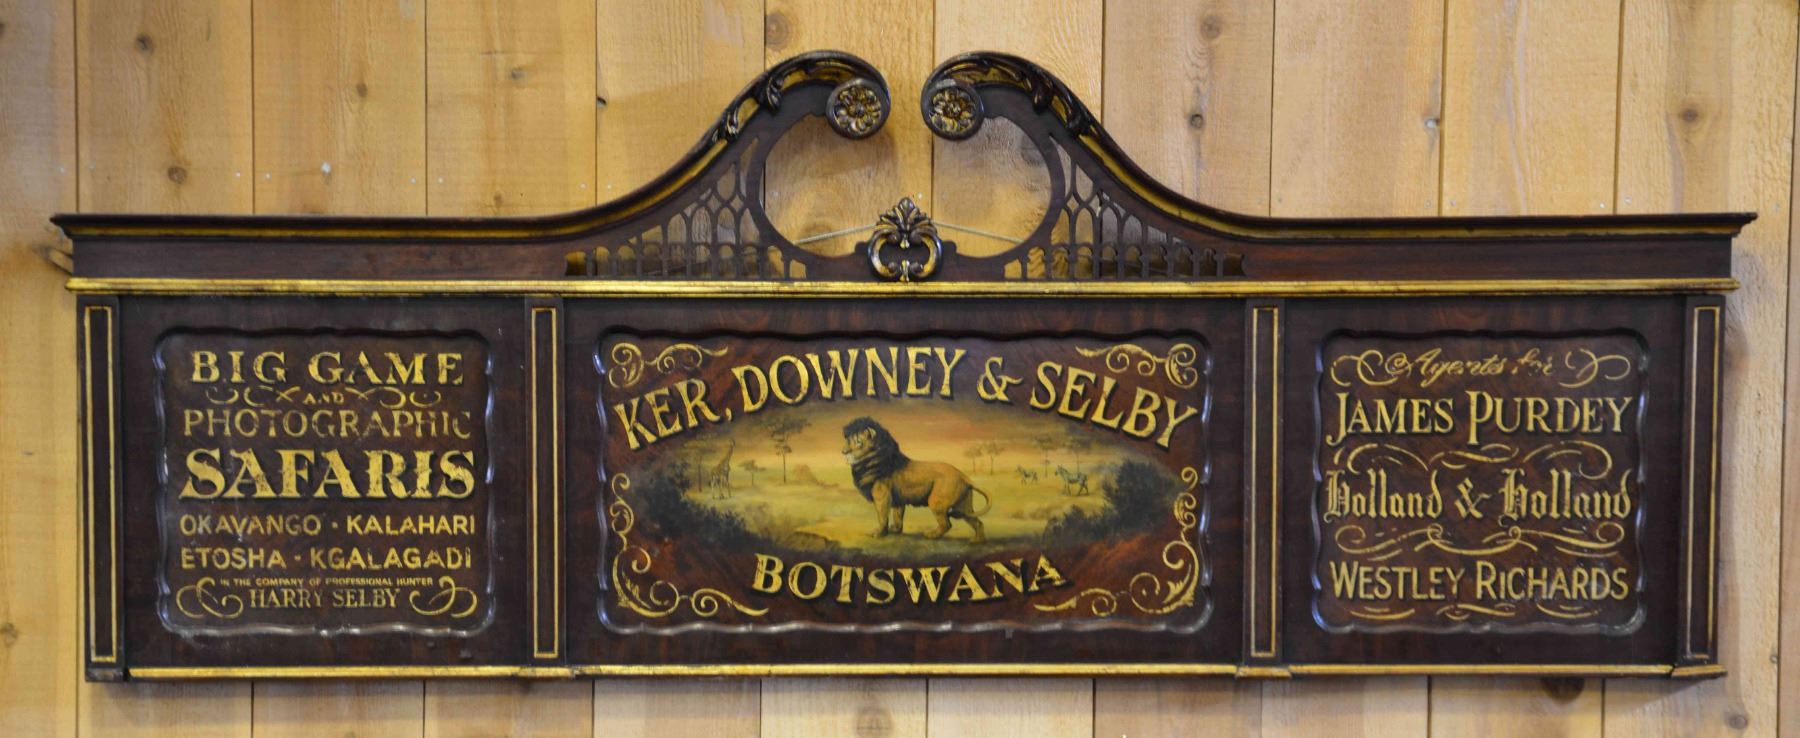 BIG GAME
AND
PHOTOGRAPHIC
SAFARIS
OKAVANGO · KALAHARI
ETOSHA · KGALAGADI
IN THE COMPANY OF PROFESSIONAL HUNTER
HARRY SELBY
KER, DOWNEY & SELBY
BOTSWANA
Agents for
JAMES PURDEY
Holland & Holland
WESTLEY RICHARDS